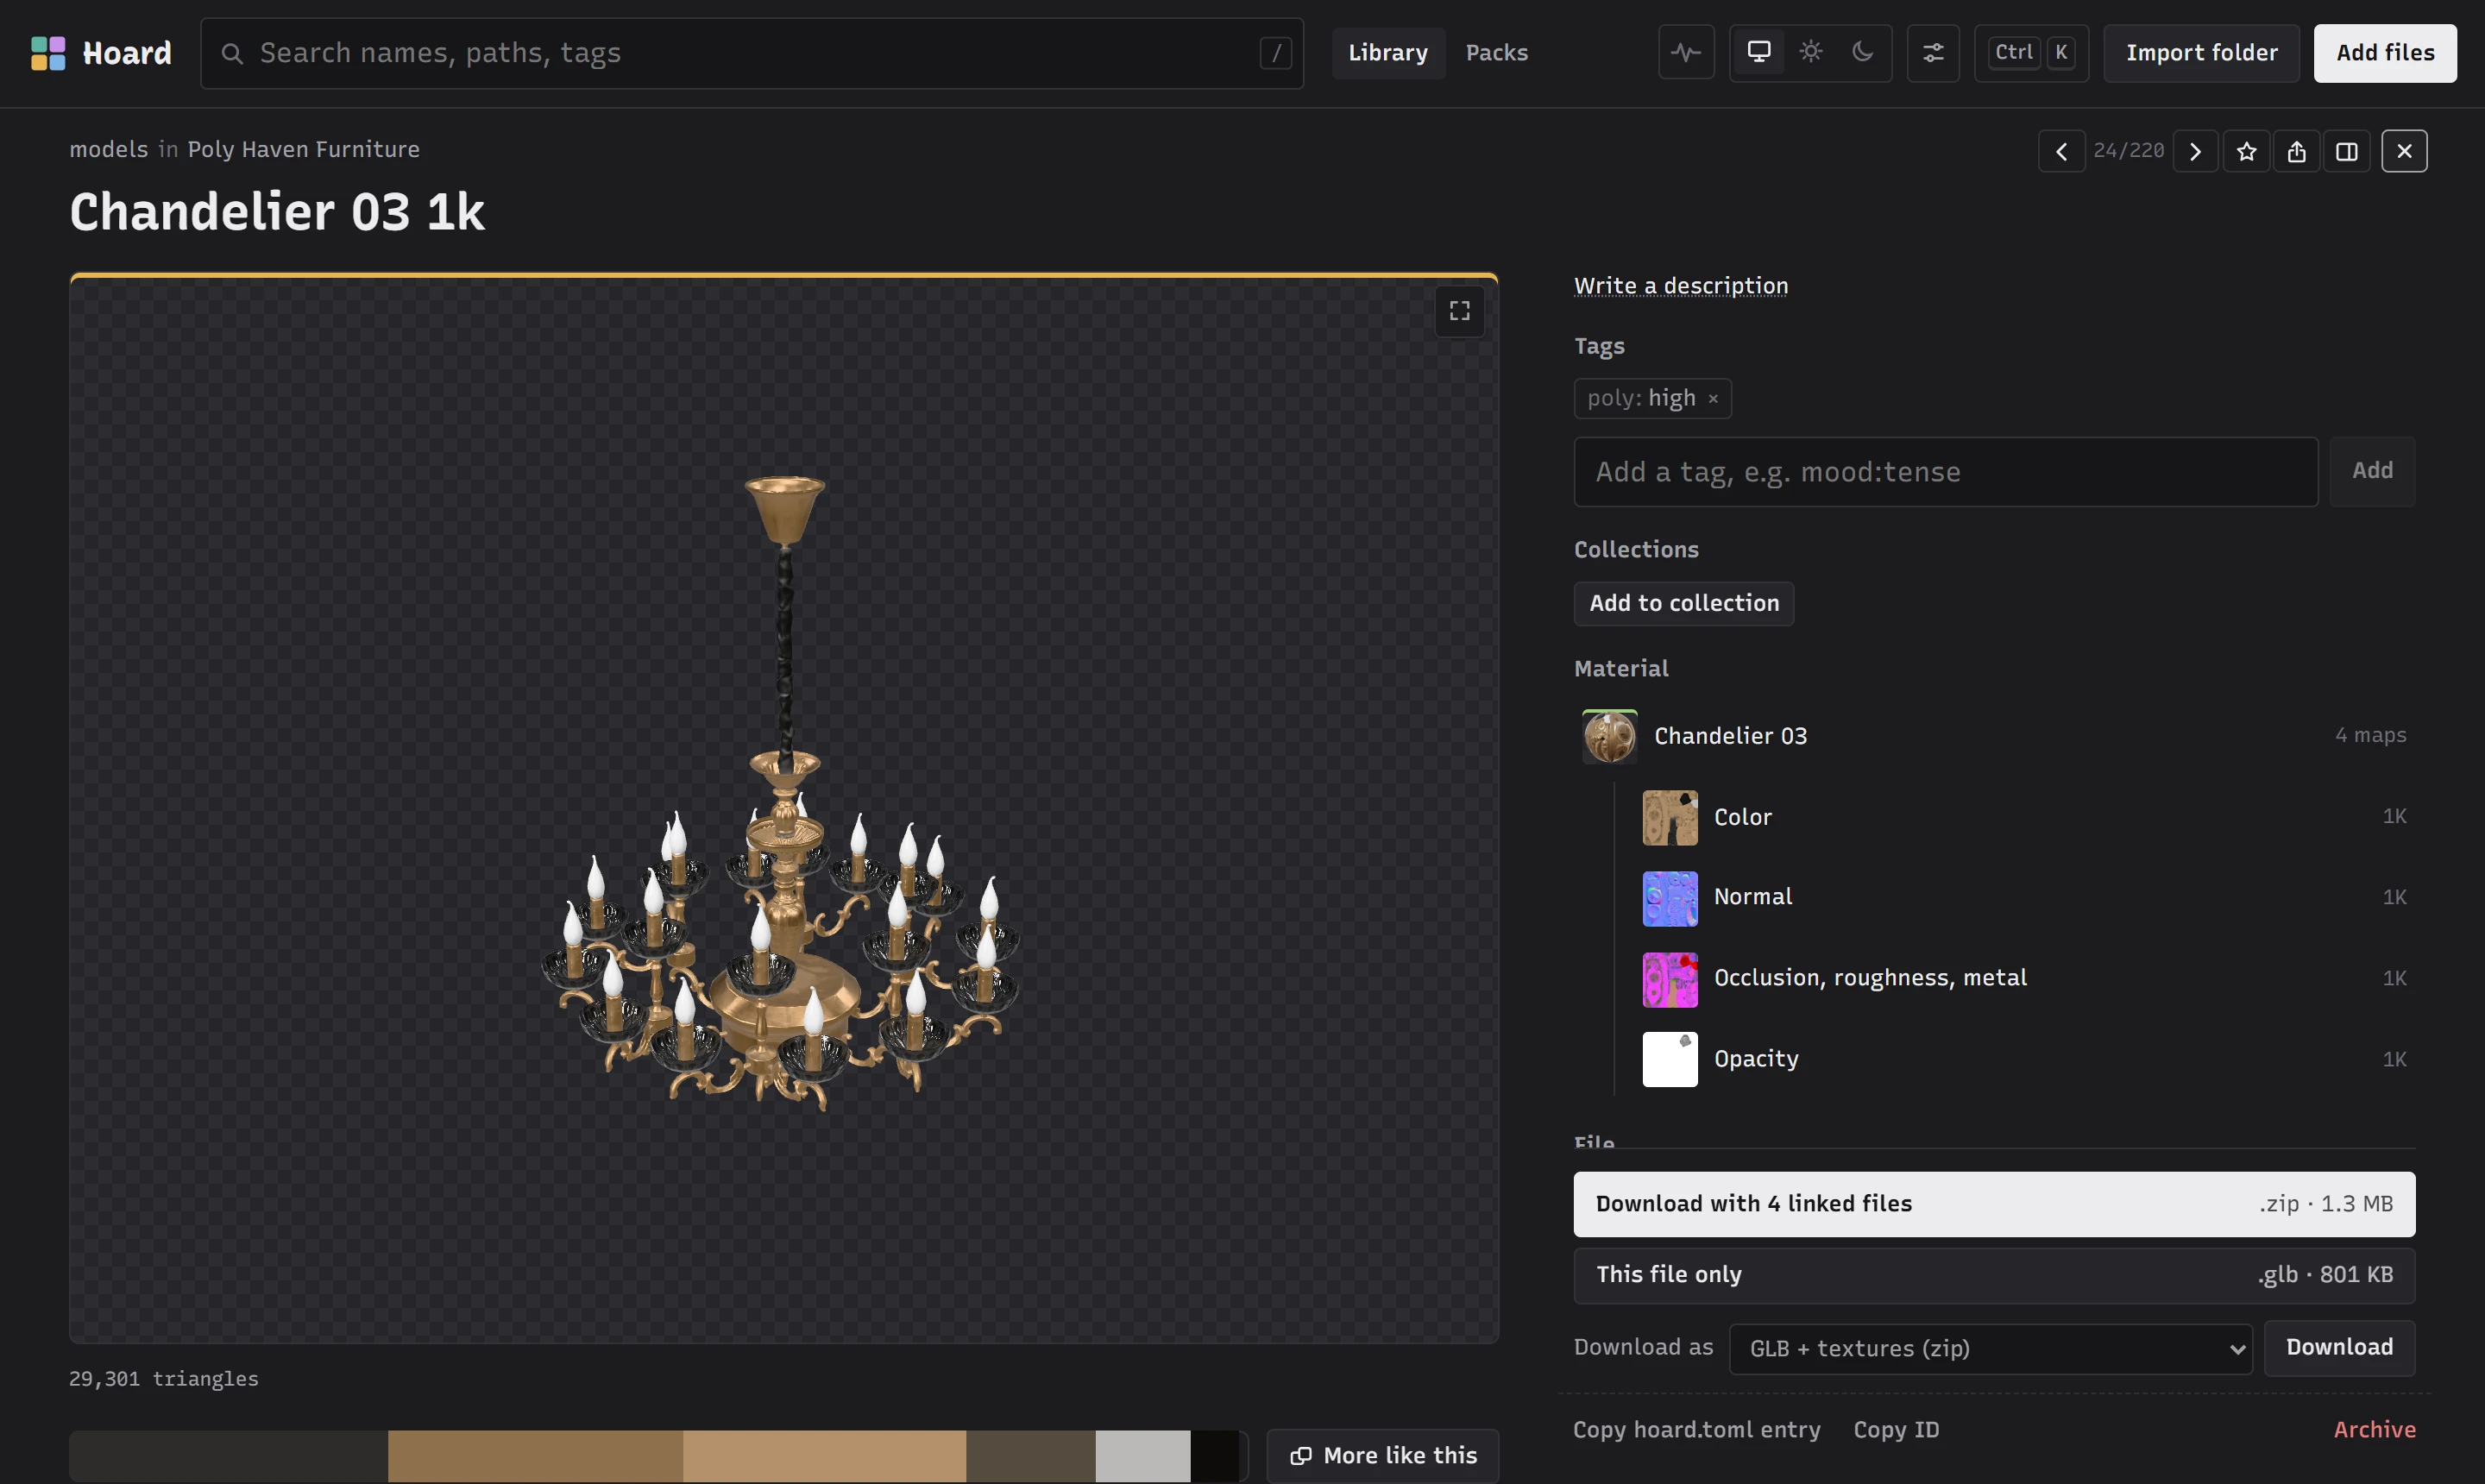 Hoard
Search names, paths, tags
/
Library
Packs
Ctrl K
Import folder
Add files
models in Poly Haven Furniture
24/220
Chandelier 03 1k
Write a description
Tags
poly: high ×
Add a tag, e.g. mood:tense
Add
Collections
Add to collection
Material
Chandelier 03
4 maps
Color
1K
Normal
1K
Occlusion, roughness, metal
1K
Opacity
1K
File
Download with 4 linked files
.zip · 1.3 MB
This file only
.glb · 801 KB
Download as
GLB + textures (zip)
Download
29,301 triangles
More like this
Copy hoard.toml entry
Copy ID
Archive